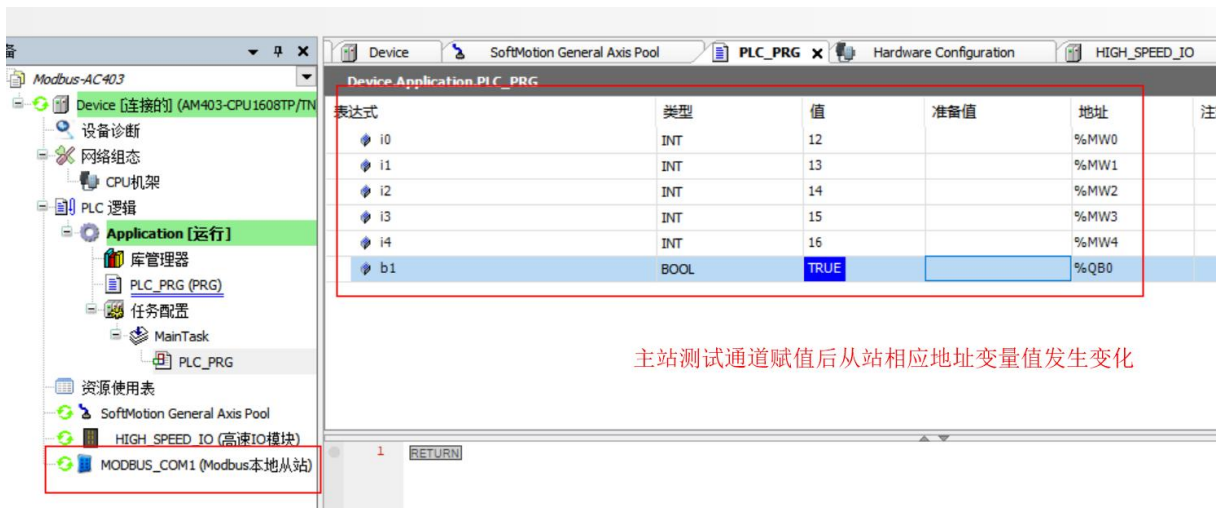 备
Modbus-AC403
Device [连接的] (AM403-CPU1608TP/TN
设备诊断
网络组态
CPU机架
PLC 逻辑
Application [运行]
库管理器
PLC_PRG (PRG)
任务配置
MainTask
PLC_PRG
资源使用表
SoftMotion General Axis Pool
HIGH_SPEED_IO (高速IO模块)
MODBUS_COM1 (Modbus本地从站)
Device SoftMotion General Axis Pool PLC_PRG Hardware Configuration HIGH_SPEED_IO
Device.Application.PLC_PRG
表达式 类型 值 准备值 地址 注
i0 INT 12 %MW0
i1 INT 13 %MW1
i2 INT 14 %MW2
i3 INT 15 %MW3
i4 INT 16 %MW4
b1 BOOL TRUE %QB0
主站测试通道赋值后从站相应地址变量值发生变化
1 RETURN